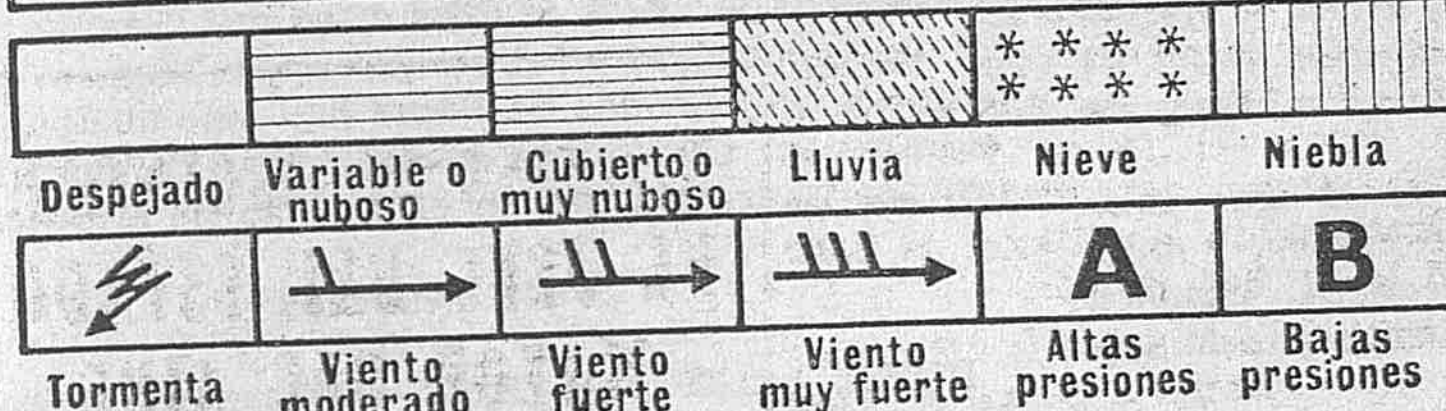 Despejado
Variable o
nuboso
Cubierto o
muy nuboso
Lluvia
Nieve
Niebla
A
B
Tormenta
Viento
moderado
Viento
fuerte
Viento
muy fuerte
Altas
presiones
Bajas
presiones